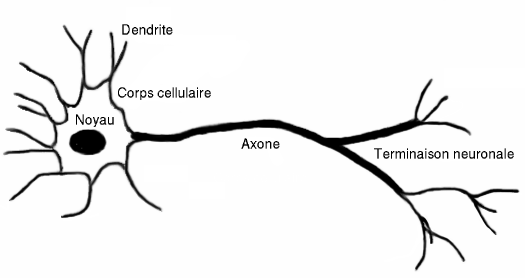 Dendrite
Corps cellulaire
Noyau
Axone
Terminaison neuronale